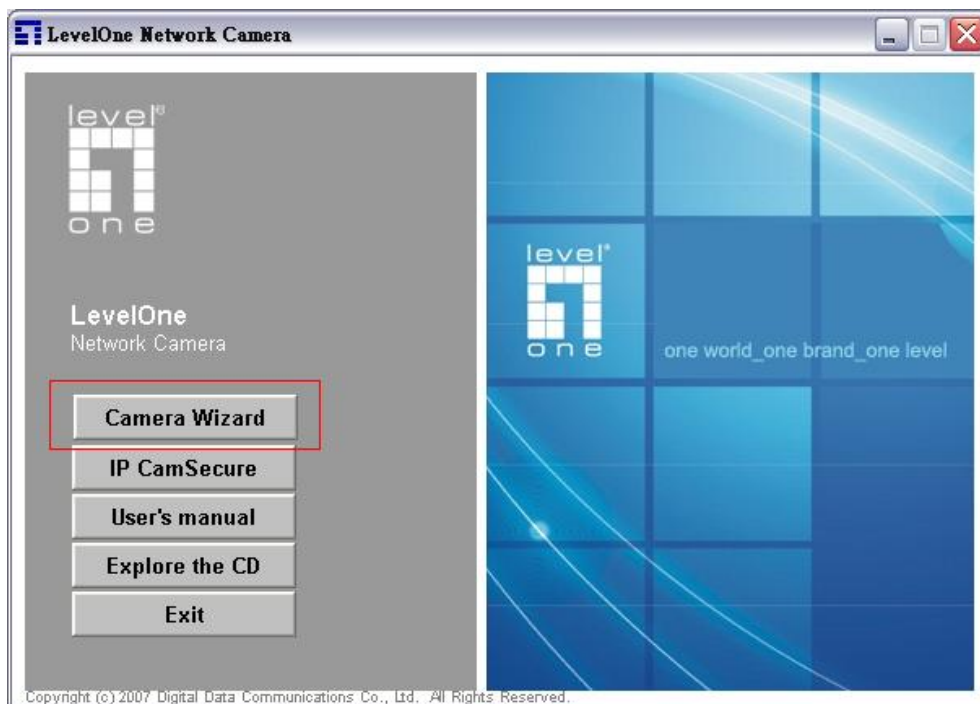 LevelOne Network Camera
level®
one
LevelOne
Network Camera
Camera Wizard
IP CamSecure
User's manual
Explore the CD
Exit
level®
one
one world_one brand_one level
Copyright (c) 2007 Digital Data Communications Co., Ltd. All Rights Reserved.